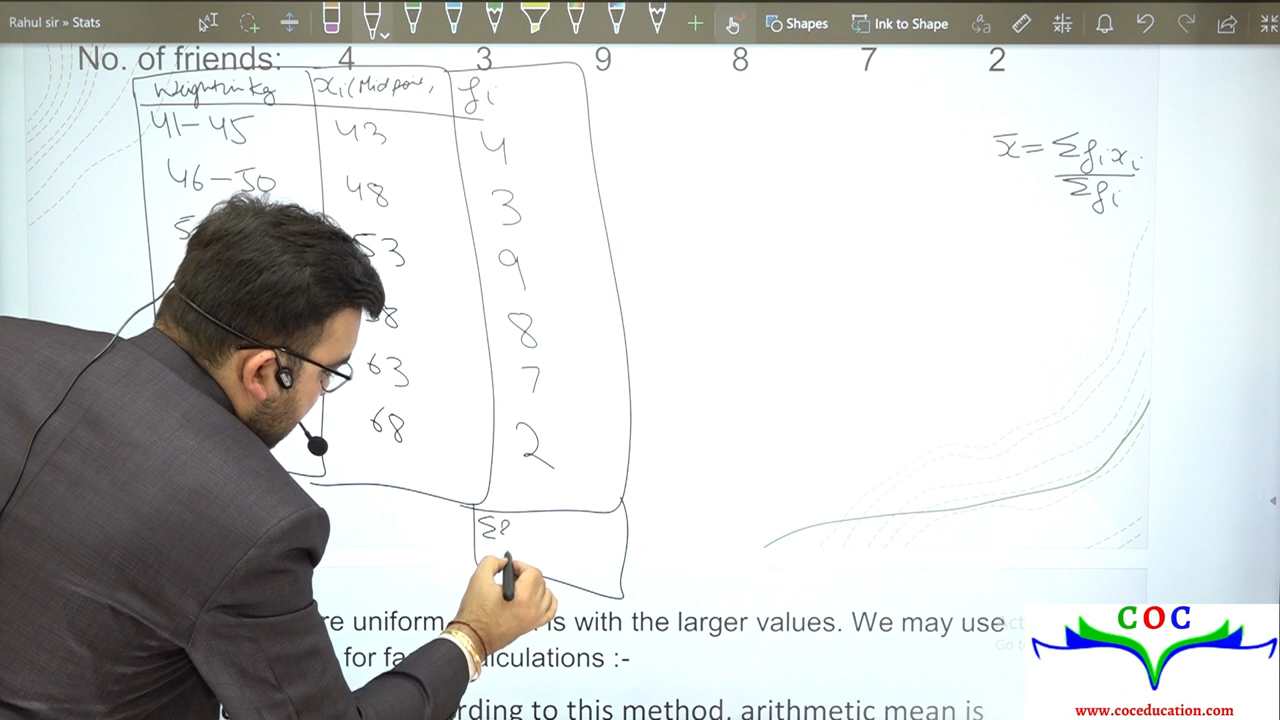 Rahul sir » Stats
Shapes
Ink to Shape
No. of friends: 4 3 9 8 7 2
Weight in kg xi (Mid point, fi
41-45 43 4
46-50 48 3
5 53 9
8 8
63 7
68 2
x̄ = Σfixi / Σfi
Σ
re uniform is with the larger values. We may use
for calculations :-
rding to this method, arithmetic mean is
COC
www.coceducation.com